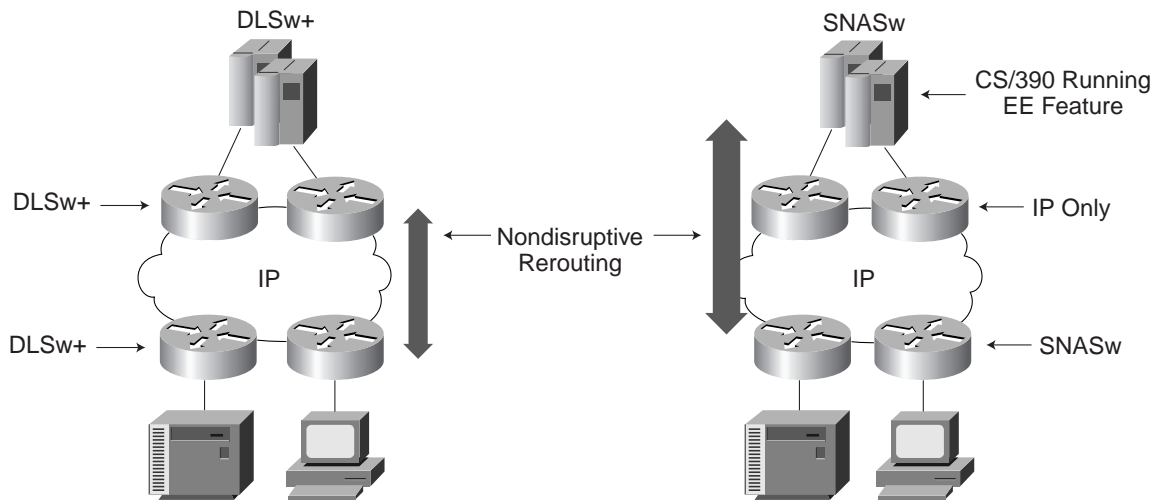 DLSw+
SNASw
CS/390 Running
EE Feature
DLSw+
IP Only
Nondisruptive
Rerouting
IP
IP
DLSw+
SNASw